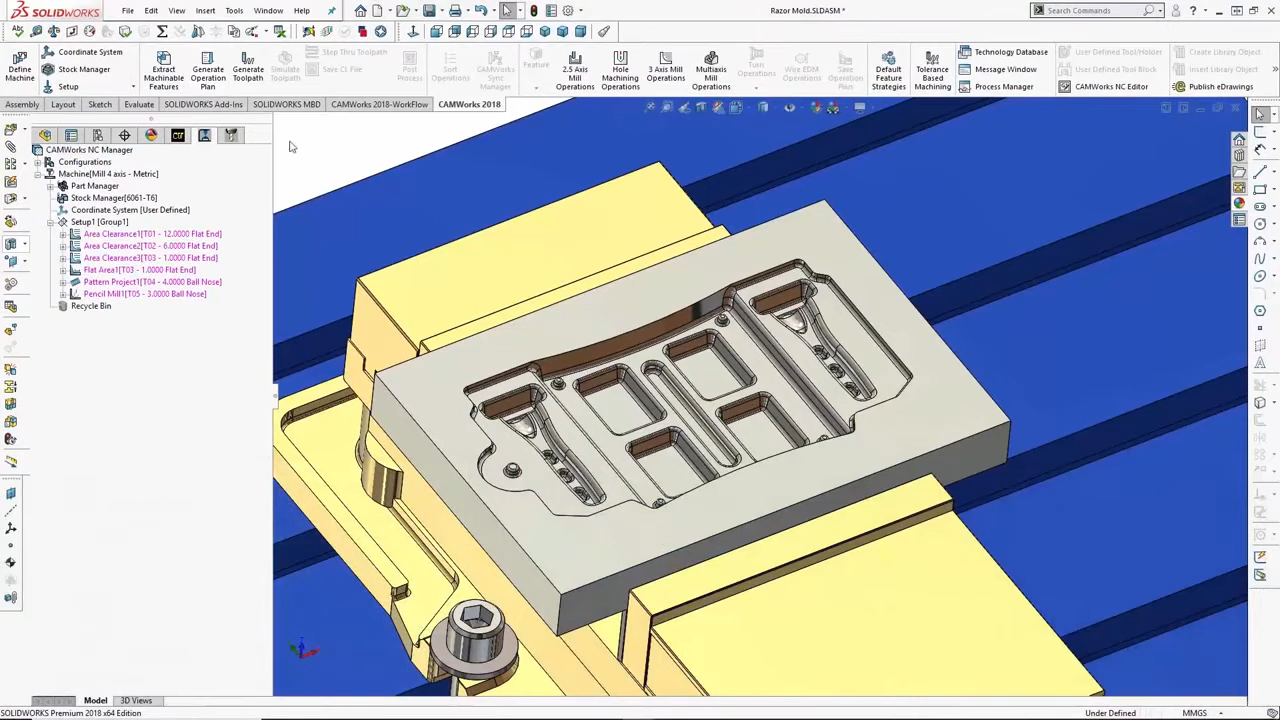 SOLIDWORKS
File Edit View Insert Tools Window Help
Razor Mold.SLDASM *
Search Commands
Define Machine
Coordinate System
Stock Manager
Setup
Extract Machinable Features
Generate Operation Plan
Generate Toolpath
Simulate Toolpath
Step Thru Toolpath
Save CL File
Post Process
Sort Operations
CAMWorks Sync Manager
Feature
2.5 Axis Mill Operations
Hole Machining Operations
3 Axis Mill Operations
Multiaxis Mill Operations
Turn Operations
Wire EDM Operations
Save Operation Plan
Default Feature Strategies
Tolerance Based Machining
Technology Database
Message Window
Process Manager
User Defined Tool/Holder
User Defined Tool Block
CAMWorks NC Editor
Create Library Object
Insert Library Object
Publish eDrawings
Assembly Layout Sketch Evaluate SOLIDWORKS Add-Ins SOLIDWORKS MBD CAMWorks 2018-WorkFlow CAMWorks 2018
CAMWorks NC Manager
Configurations
Machine[Mill 4 axis - Metric]
Part Manager
Stock Manager[6061-T6]
Coordinate System [User Defined]
Setup1 [Group1]
Area Clearance1[T01 - 12.0000 Flat End]
Area Clearance2[T02 - 6.0000 Flat End]
Area Clearance3[T03 - 1.0000 Flat End]
Flat Area1[T03 - 1.0000 Flat End]
Pattern Project1[T04 - 4.0000 Ball Nose]
Pencil Mill1[T05 - 3.0000 Ball Nose]
Recycle Bin
Model 3D Views
SOLIDWORKS Premium 2018 x64 Edition
Under Defined
MMGS